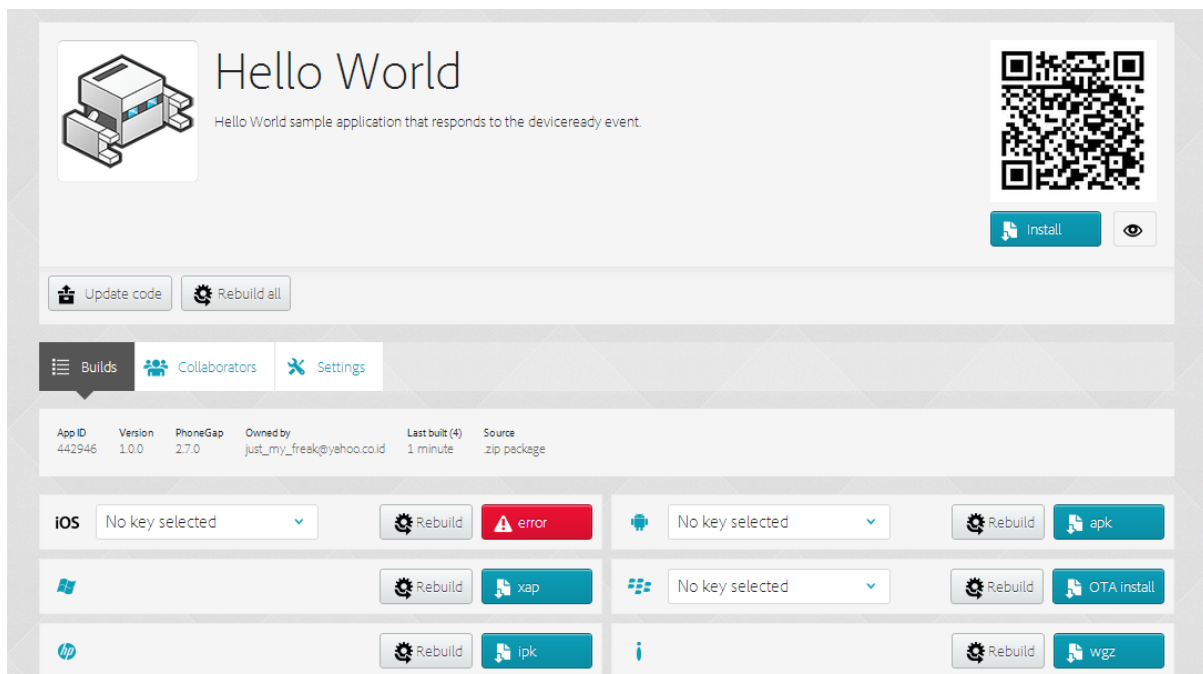 Hello World
Hello World sample application that responds to the deviceready event.
Install
Update code
Rebuild all
Builds
Collaborators
Settings
App ID Version PhoneGap Owned by Last built (4) Source
442946 1.0.0 2.7.0 just_my_freak@yahoo.co.id 1 minute .zip package
iOS No key selected Rebuild error
No key selected Rebuild apk
Rebuild xap
No key selected Rebuild OTA install
hp Rebuild ipk
Rebuild wgz